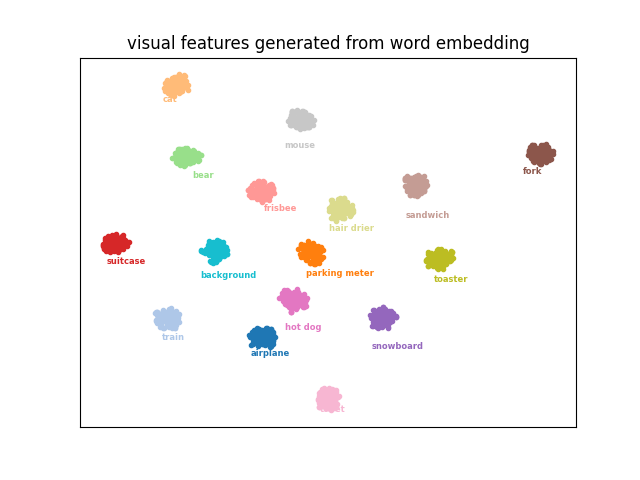 visual features generated from word embedding
cat
mouse
bear
fork
frisbee
sandwich
hair drier
suitcase
background
parking meter
toaster
hot dog
train
airplane
snowboard